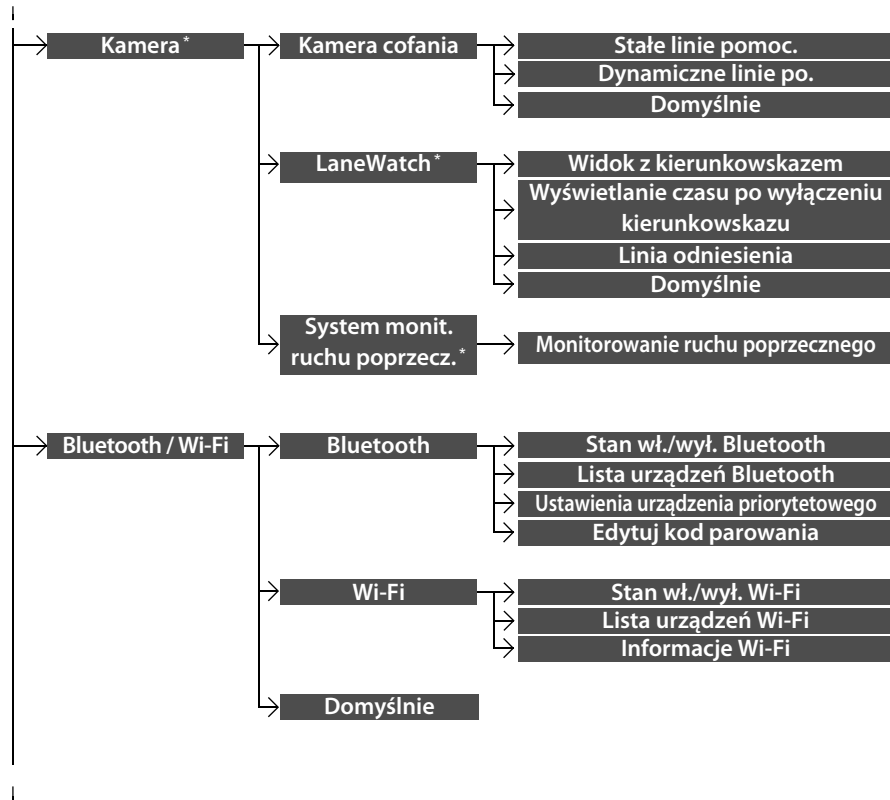 Kamera*
Kamera cofania
Stałe linie pomoc.
Dynamiczne linie po.
Domyślnie
LaneWatch*
Widok z kierunkowskazem
Wyświetlanie czasu po wyłączeniu
kierunkowskazu
Linia odniesienia
Domyślnie
System monit.
ruchu poprzecz.*
Monitorowanie ruchu poprzecznego
Bluetooth / Wi-Fi
Bluetooth
Stan wł./wył. Bluetooth
Lista urządzeń Bluetooth
Ustawienia urządzenia priorytetowego
Edytuj kod parowania
Wi-Fi
Stan wł./wył. Wi-Fi
Lista urządzeń Wi-Fi
Informacje Wi-Fi
Domyślnie